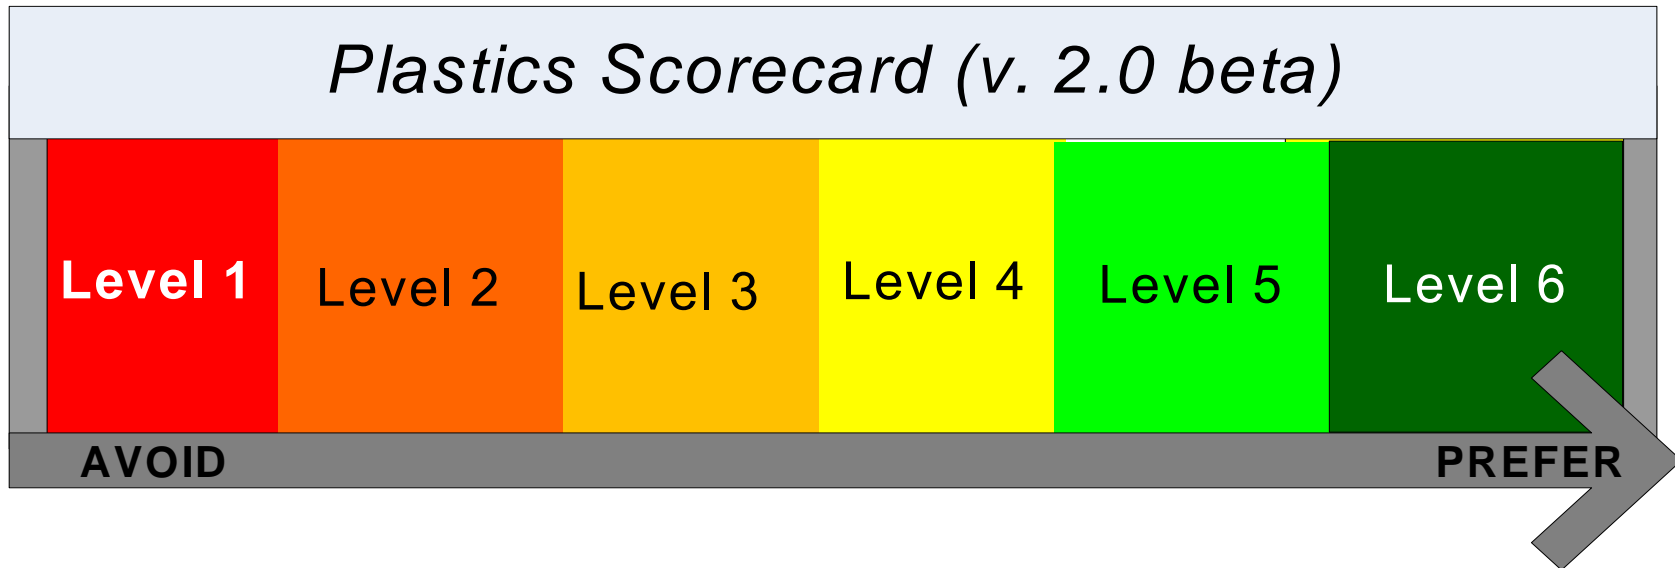 Plastics Scorecard (v. 2.0 beta)
Level 1
Level 2
Level 3
Level 4
Level 5
Level 6
AVOID
PREFER